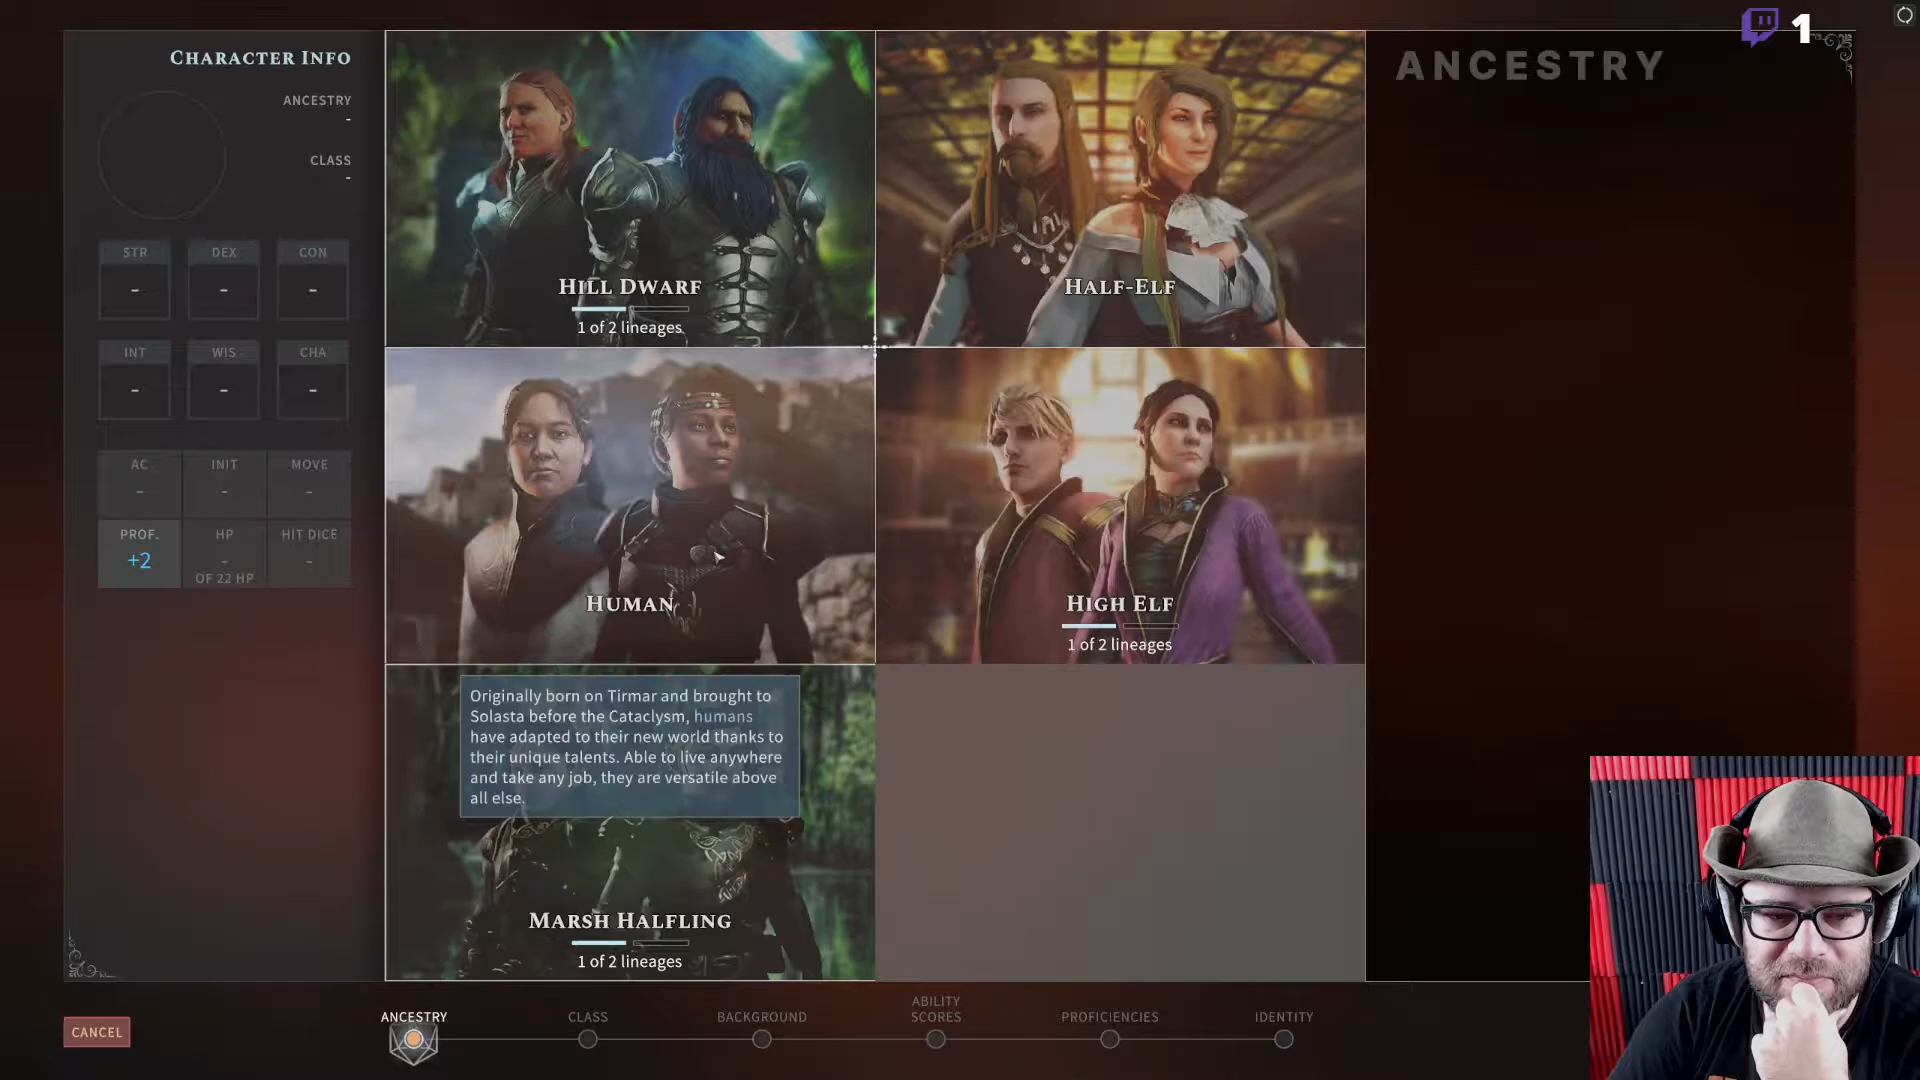 1
CHARACTER INFO
ANCESTRY
-
CLASS
-
STR
DEX
CON
-
-
-
INT
WIS
CHA
-
-
-
AC
INIT
MOVE
-
-
-
PROF.
HP
HIT DICE
+2
-
-
OF 22 HP
HILL DWARF
1 of 2 lineages
HALF-ELF
HUMAN
HIGH ELF
1 of 2 lineages
Originally born on Tirmar and brought to
Solasta before the Cataclysm, humans
have adapted to their new world thanks to
their unique talents. Able to live anywhere
and take any job, they are versatile above
all else.
MARSH HALFLING
1 of 2 lineages
ANCESTRY
CANCEL
ANCESTRY
CLASS
BACKGROUND
ABILITY
SCORES
PROFICIENCIES
IDENTITY